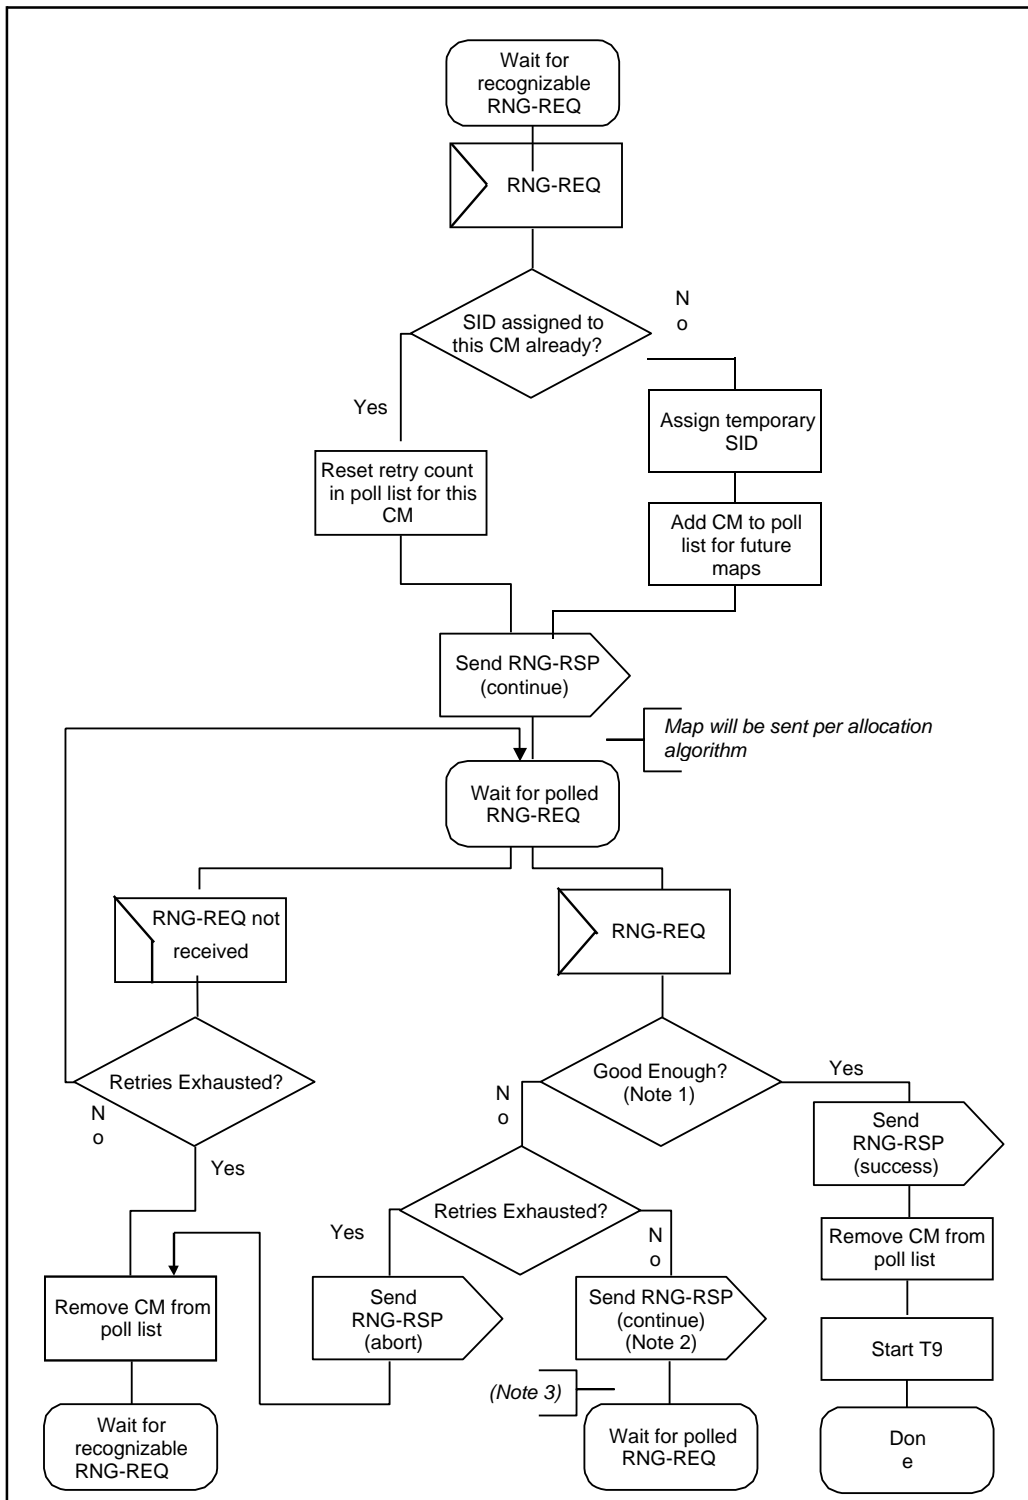 Wait for
recognizable
RNG-REQ
RNG-REQ
SID assigned to
this CM already?
N
o
Yes
Assign temporary
SID
Reset retry count
in poll list for this
CM
Add CM to poll
list for future
maps
Send RNG-RSP
(continue)
Map will be sent per allocation
algorithm
Wait for polled
RNG-REQ
RNG-REQ not
received
RNG-REQ
Retries Exhausted?
N
o
Yes
Good Enough?
(Note 1)
Yes
N
o
Send
RNG-RSP
(success)
Retries Exhausted?
Yes
N
o
Remove CM from
poll list
Remove CM from
poll list
Send
RNG-RSP
(abort)
Send RNG-RSP
(continue)
(Note 2)
Start T9
(Note 3)
Wait for
recognizable
RNG-REQ
Wait for polled
RNG-REQ
Don
e